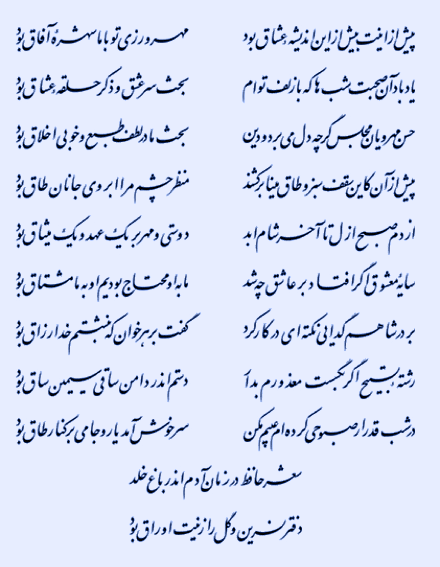 پیش از اینت بیش از این اندیشه عشاق بود مهرورزی تو با ما شهره آفاق بود
یاد باد آن صحبت شب‌ها که با زلف توام بحث سر عشق و ذکر حلقه عشاق بود
حسن مهرویان مجلس گرچه دل می‌برد و دین بحث ما در لطف طبع و خوبی اخلاق بود
پیش از آن کاین سقف سبز و طاق مینا برکشند منظر چشم مرا ابروی جانان طاق بود
از دم صبح ازل تا آخر شام ابد دوستی و مهر بر یک عهد و یک میثاق بود
سایه معشوق اگر افتاد بر عاشق چه شد ما به او محتاج بودیم او به ما مشتاق بود
بر در شاهم گدایی نکته‌ای در کار کرد گفت بر هر خوان که بنشستم خدا رزاق بود
رشته تسبیح اگر بگسست معذورم بدار دستم اندر دامن ساقی سیمین ساق بود
در شب قدر ار صبوحی کرده‌ام عیبم مکن سرخوش آمد یار و جامی بر کنار طاق بود
شعر حافظ در زمان آدم اندر باغ خلد
دفتر نسرین و گل را زینت اوراق بود